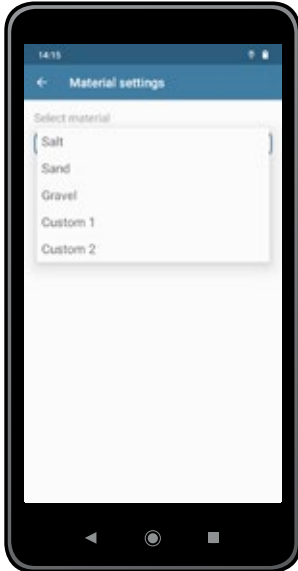 14:15
Material settings
Select material
Salt
Sand
Gravel
Custom 1
Custom 2